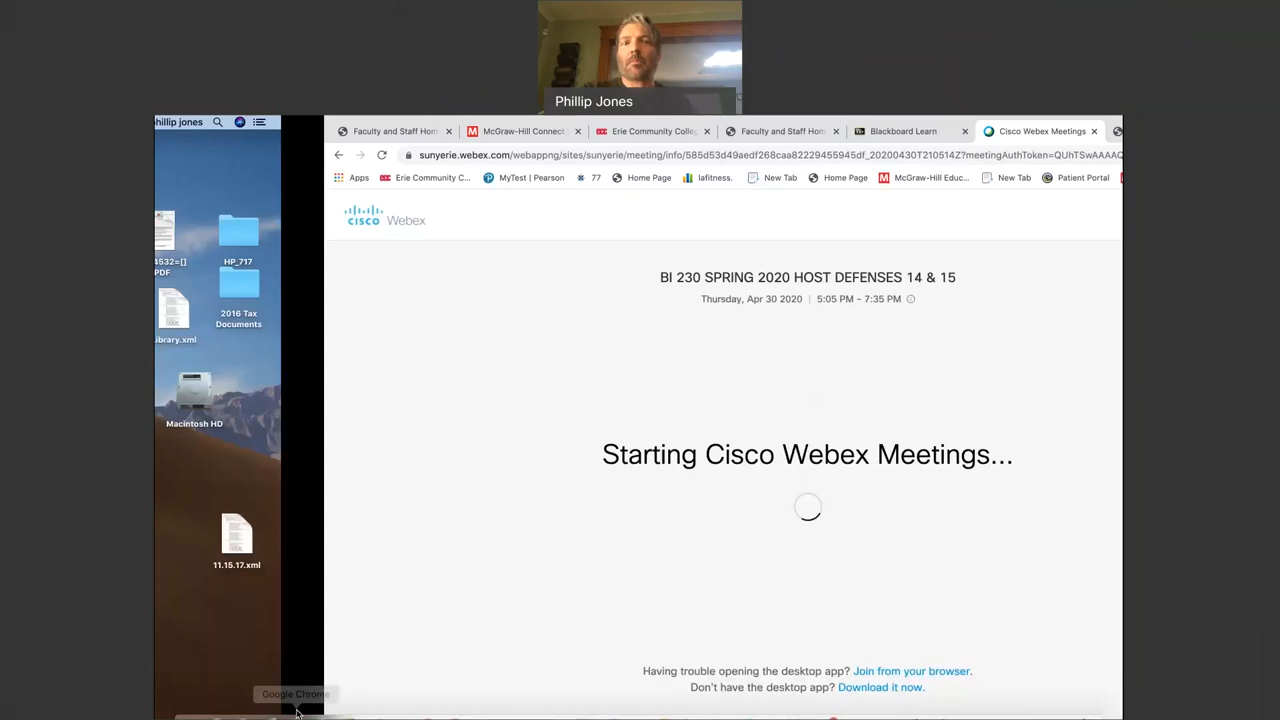 Phillip Jones
phillip jones
Faculty and Staff Hom
McGraw-Hill Connect
Erie Community Colleg
Faculty and Staff Hom
Blackboard Learn
Cisco Webex Meetings
sunyerie.webex.com/webappng/sites/sunyerie/meeting/info/585d53d49aedf268caa82229455945df_20200430T210514Z?meetingAuthToken=QUhTSwAAAAQ
Apps
Erie Community C...
MyTest | Pearson
77
Home Page
lafitness.
New Tab
Home Page
McGraw-Hill Educ...
New Tab
Patient Portal
cisco Webex
4532=[]
PDF
HP_717
2016 Tax
Documents
ibrary.xml
Macintosh HD
11.15.17.xml
BI 230 SPRING 2020 HOST DEFENSES 14 & 15
Thursday, Apr 30 2020 | 5:05 PM - 7:35 PM
Starting Cisco Webex Meetings...
Having trouble opening the desktop app? Join from your browser.
Don't have the desktop app? Download it now.
Google Chrome